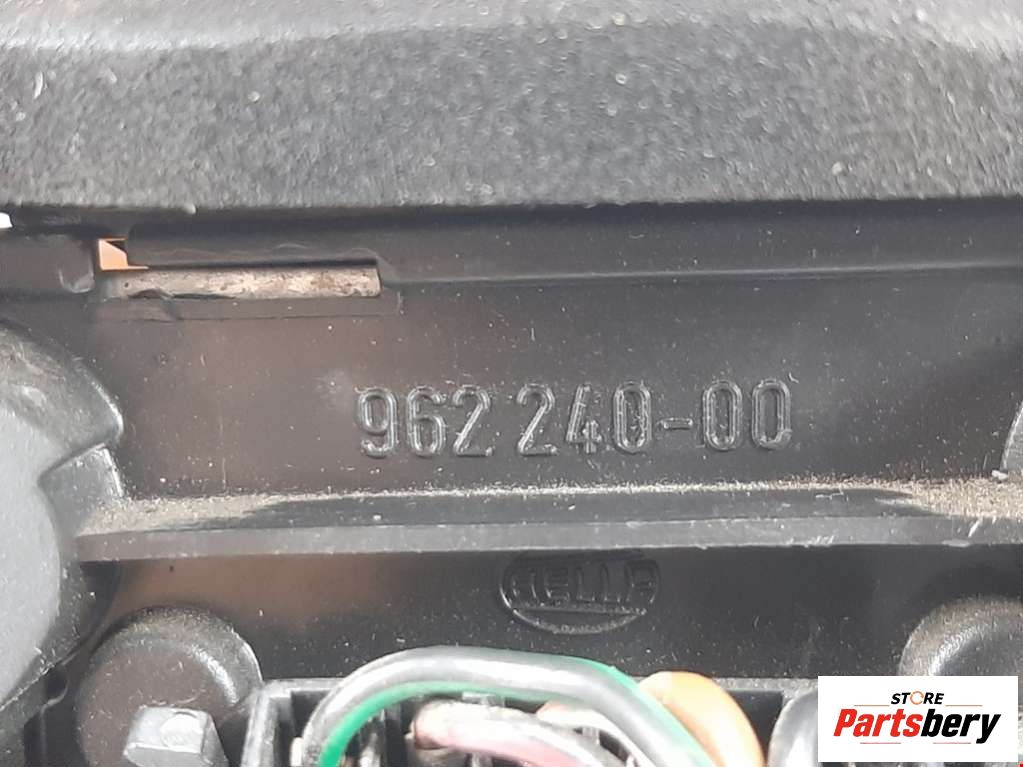 962 240-00
HELLA
STORE
Partsbery